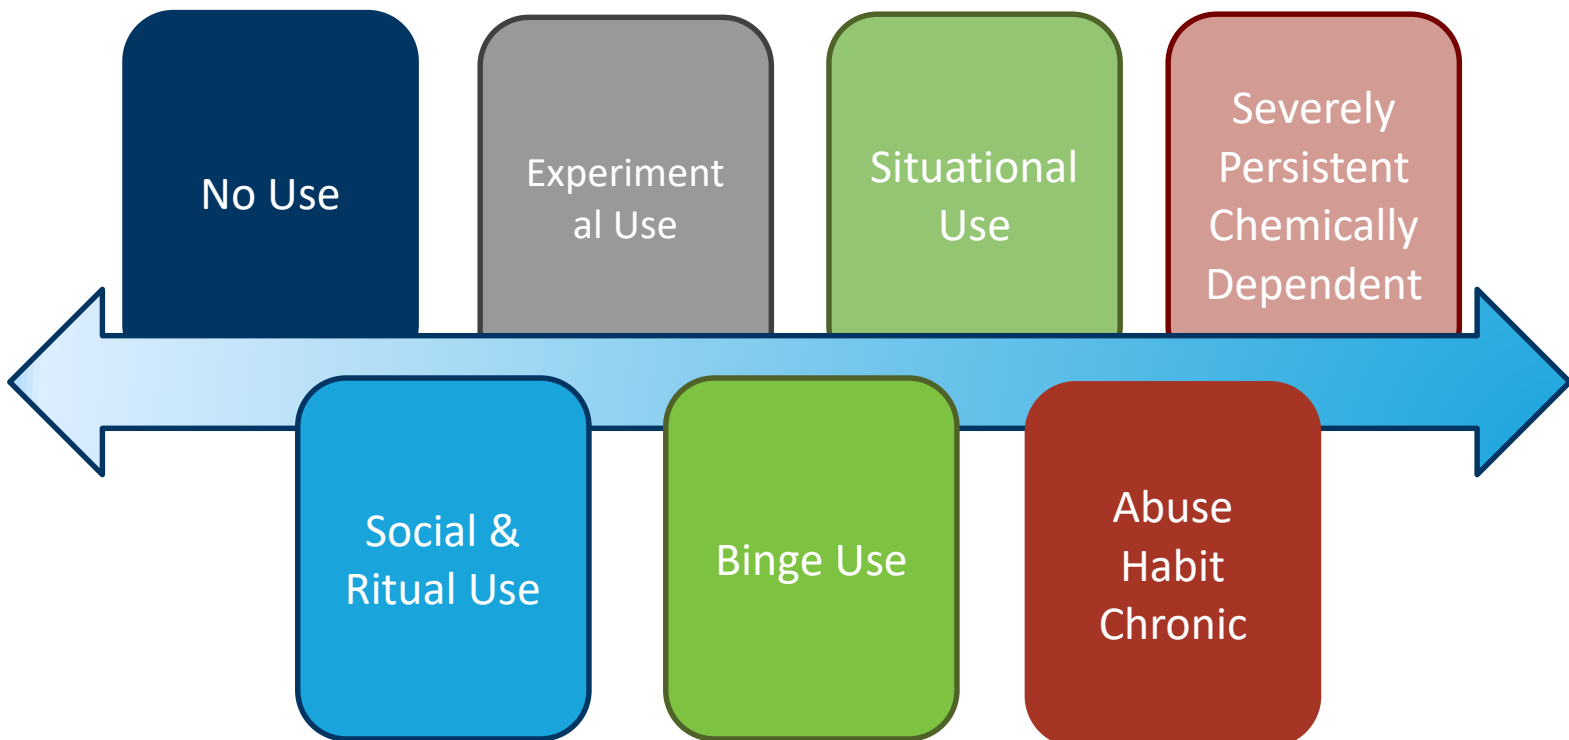 No Use
Experiment
al Use
Situational
Use
Severely
Persistent
Chemically
Dependent
Social &
Ritual Use
Binge Use
Abuse
Habit
Chronic